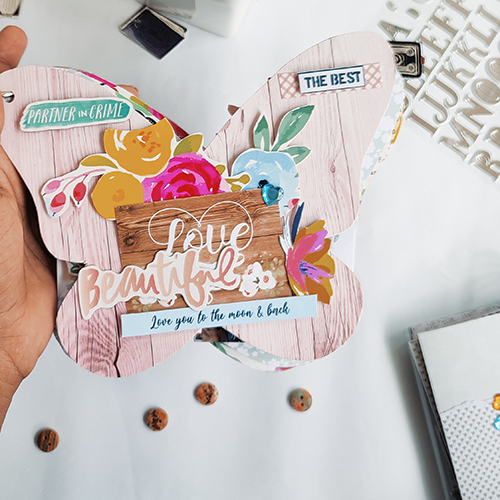 THE BEST
PARTNER IN CRIME
Love
Beautiful
Love you to the moon & back